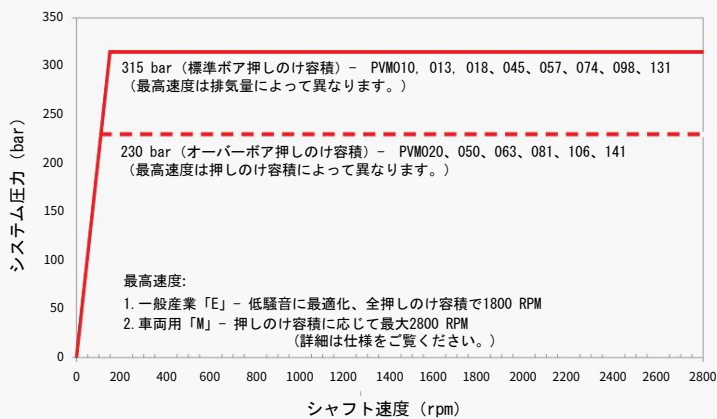 システム圧力 (bar)
350
300
250
200
150
100
50
0
315 bar (標準ボア押しのけ容積) - PVM010, 013, 018, 045、057、074、098、131
(最高速度は排気量によって異なります。)
230 bar (オーバーボア押しのけ容積) - PVM020、050、063、081、106、141
(最高速度は押しのけ容積によって異なります。)
最高速度:
1. 一般産業「E」- 低騒音に最適化、全押しのけ容積で1800 RPM
2. 車両用「M」- 押しのけ容積に応じて最大2800 RPM
(詳細は仕様をご覧ください。)
0 200 400 600 800 1000 1200 1400 1600 1800 2000 2200 2400 2600 2800
シャフト速度 (rpm)